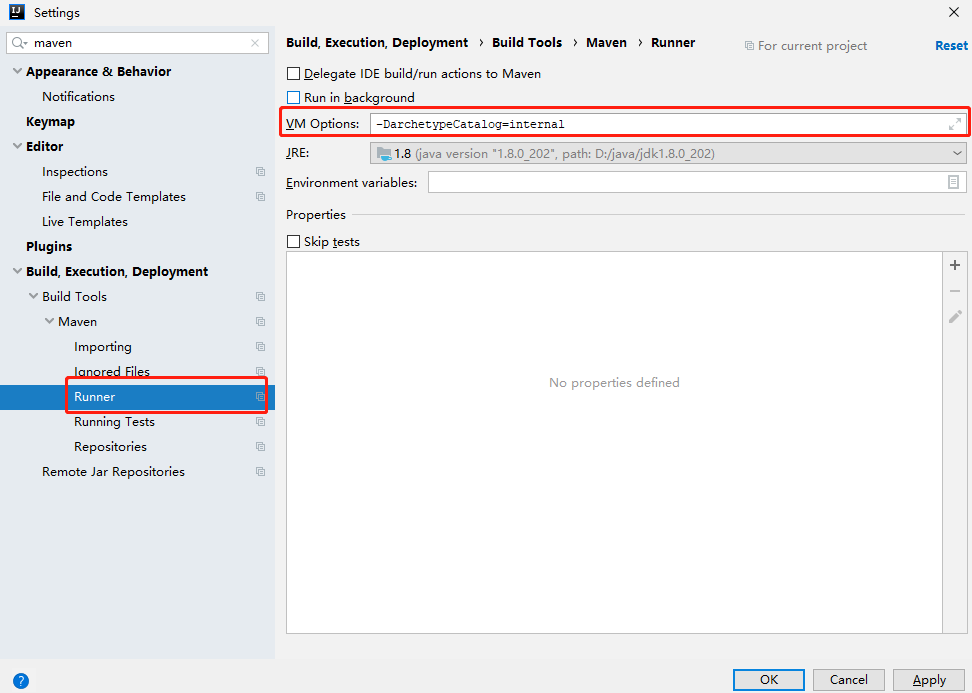 Settings
maven
Appearance & Behavior
Notifications
Keymap
Editor
Inspections
File and Code Templates
Live Templates
Plugins
Build, Execution, Deployment
Build Tools
Maven
Importing
Ignored Files
Runner
Running Tests
Repositories
Remote Jar Repositories
Build, Execution, Deployment › Build Tools › Maven › Runner
For current project
Reset
Delegate IDE build/run actions to Maven
Run in background
VM Options: -DarchetypeCatalog=internal
JRE: 1.8 (java version "1.8.0_202", path: D:/java/jdk1.8.0_202)
Environment variables:
Properties
Skip tests
No properties defined
? OK Cancel Apply